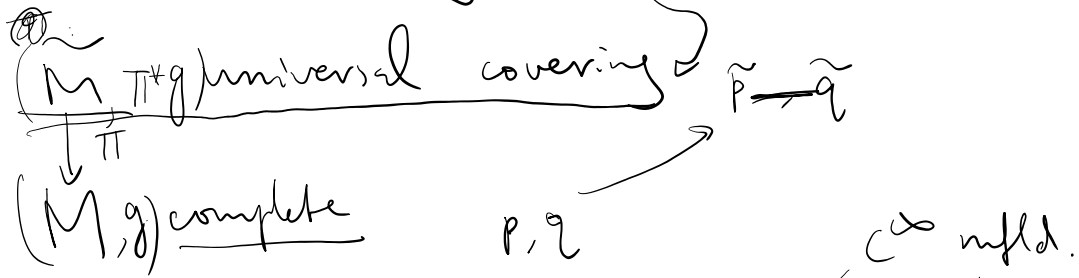 (M̃, π*g) universal covering
p̃ — q̃
↓ π
(M, g) complete
p, q
C^∞ mfld.